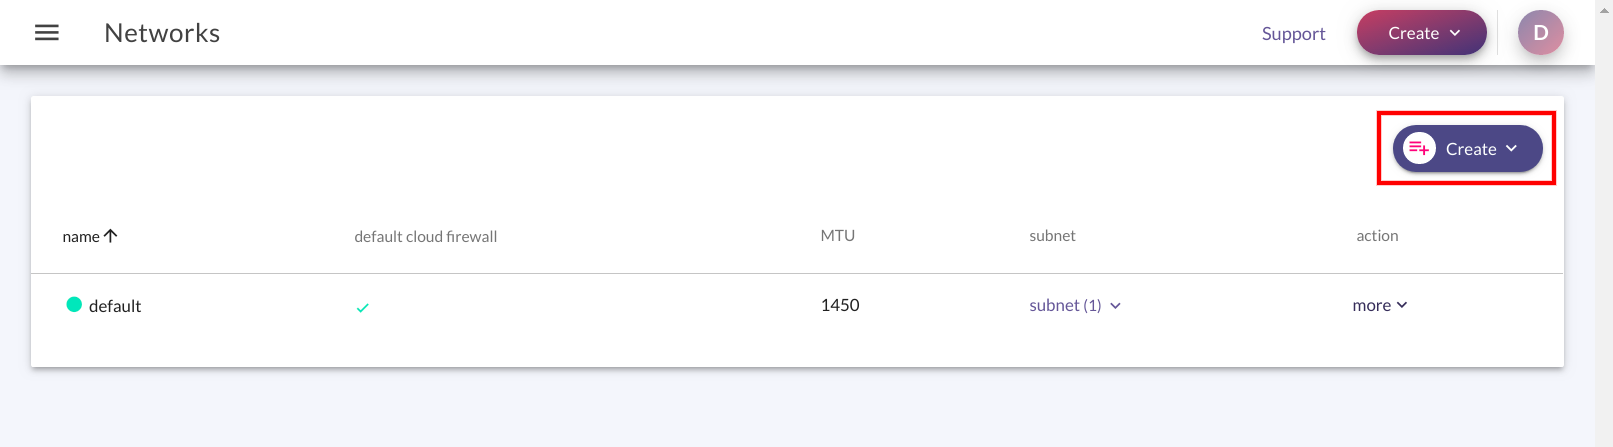 Networks
Support
Create
D
Create
name
default cloud firewall
MTU
subnet
action
default
1450
subnet (1)
more